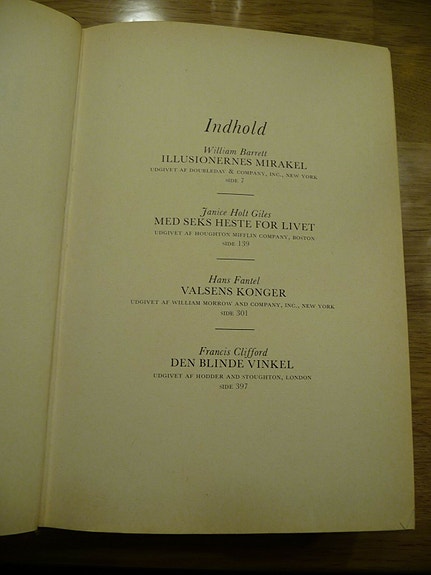 Indhold
William Barrett
ILLUSIONERNES MIRAKEL
UDGIVET AF DOUBLEDAY & COMPANY, INC., NEW YORK
SIDE 7
Janice Holt Giles
MED SEKS HESTE FOR LIVET
UDGIVET AF HOUGHTON MIFFLIN COMPANY, BOSTON
SIDE 139
Hans Fantel
VALSENS KONGER
UDGIVET AF WILLIAM MORROW AND COMPANY, INC., NEW YORK
SIDE 301
Francis Clifford
DEN BLINDE VINKEL
UDGIVET AF HODDER AND STOUGHTON, LONDON
SIDE 397